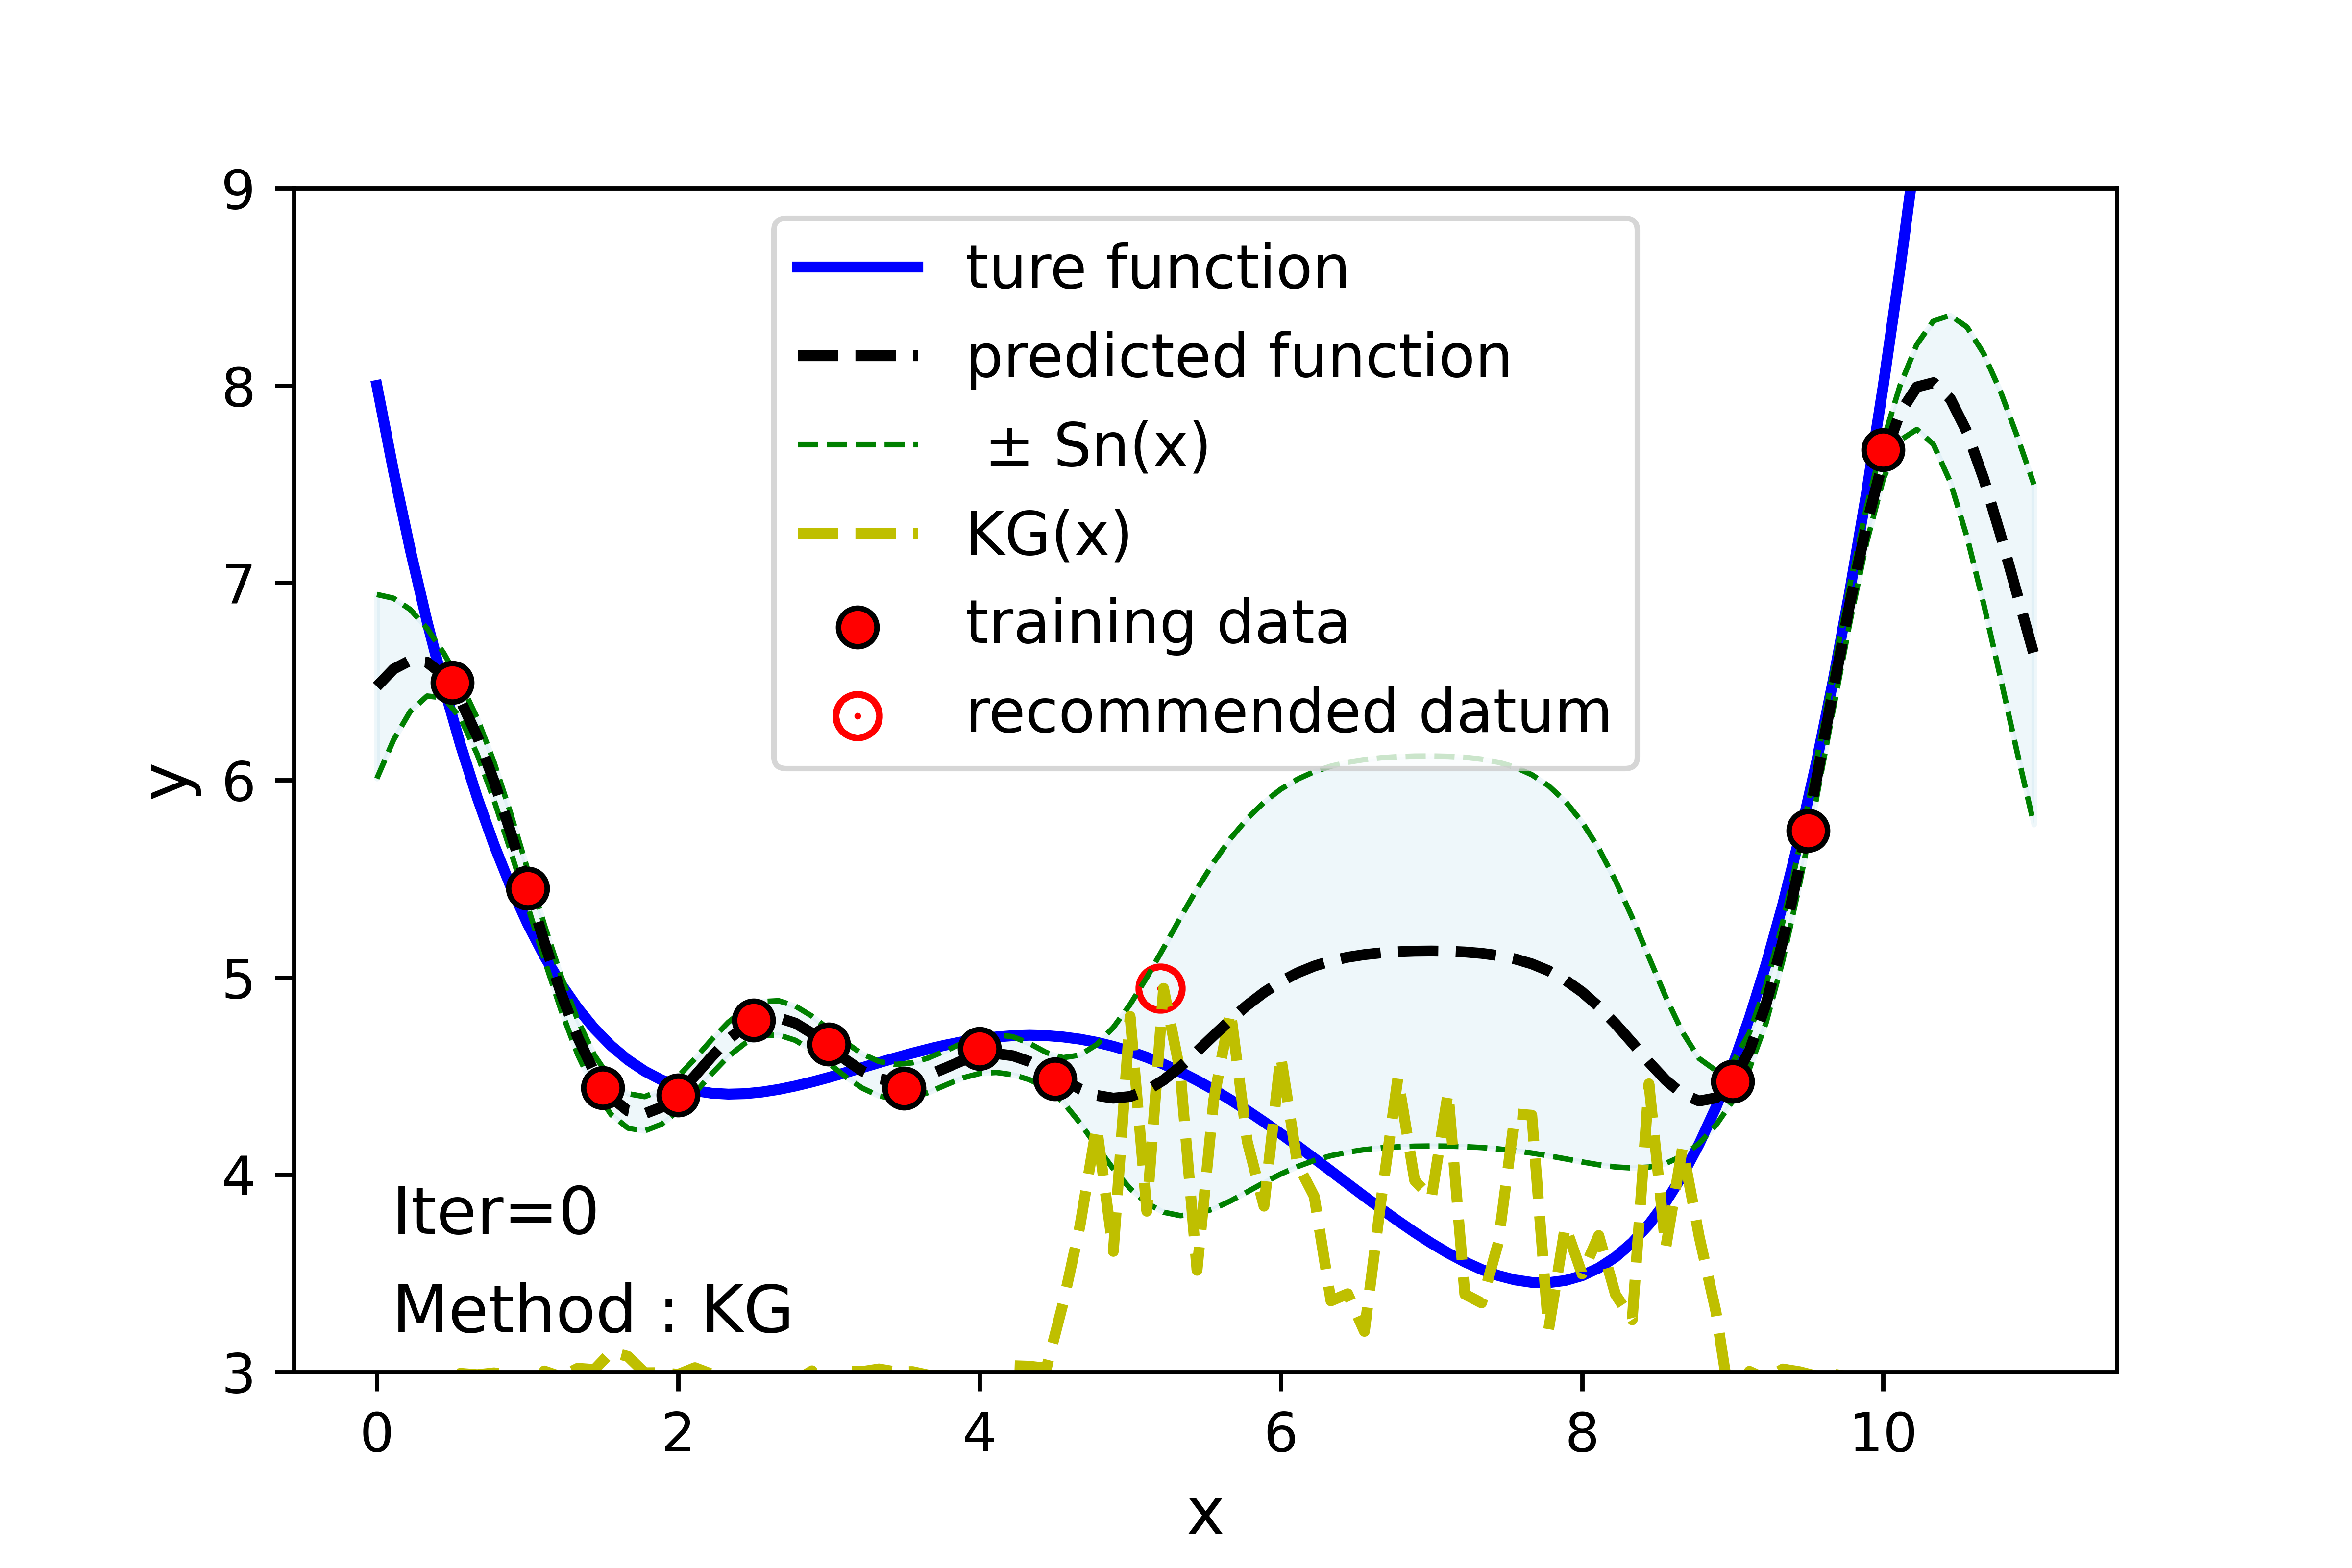 9
8
7
6
5
4
3
y
ture function
predicted function
± Sn(x)
KG(x)
training data
recommended datum
Iter=0
Method : KG
0 2 4 6 8 10
x